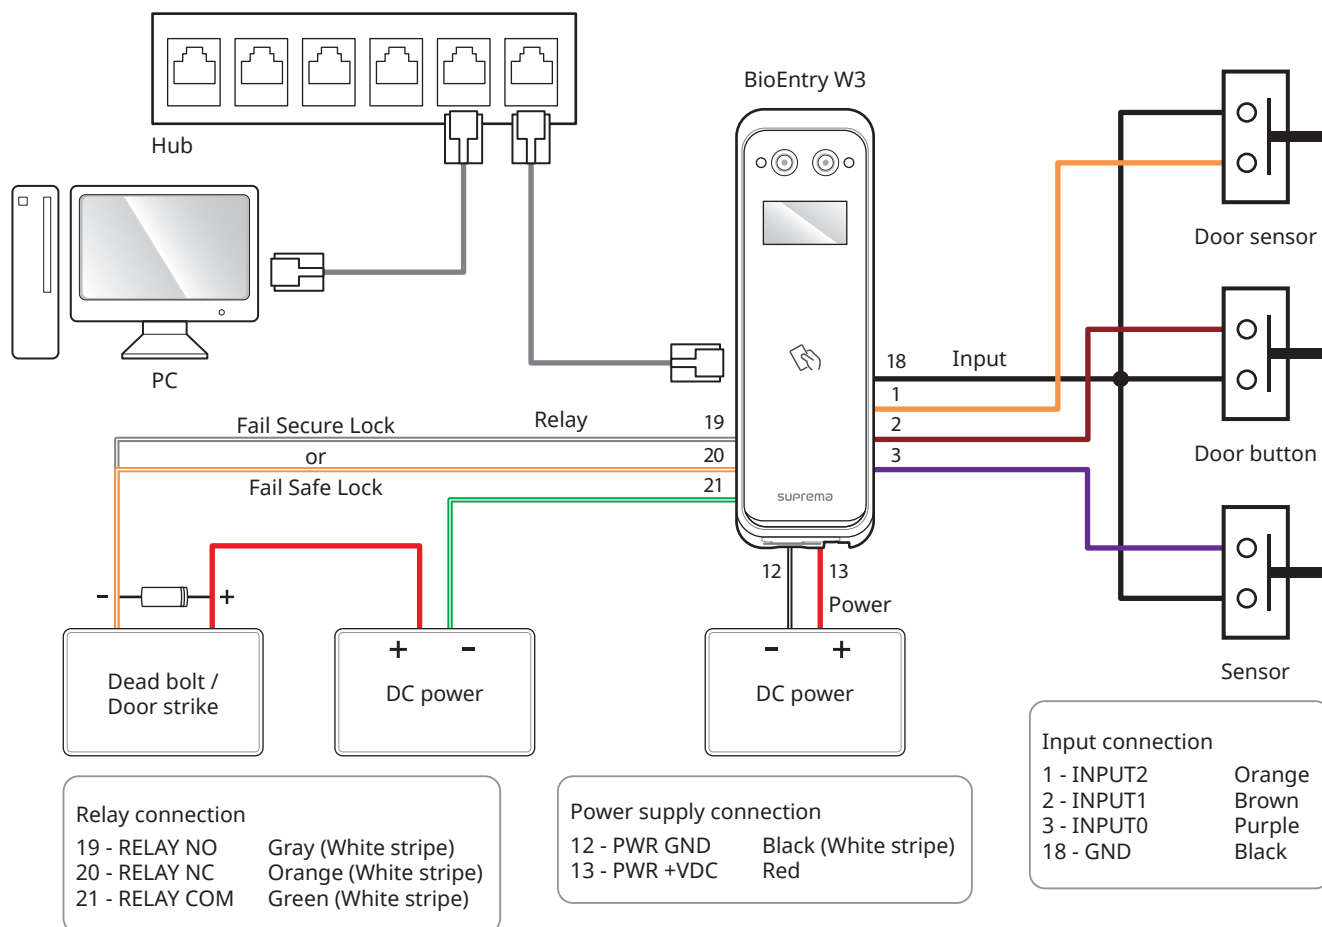 BioEntry W3
Hub
Door sensor
PC
18
Input
1
2
3
Door button
Fail Secure Lock
Relay
19
or
20
Fail Safe Lock
21
suprema
12
13
Power
- +
+ -
- +
Dead bolt /
Door strike
DC power
DC power
Sensor
Relay connection
19 - RELAY NO Gray (White stripe)
20 - RELAY NC Orange (White stripe)
21 - RELAY COM Green (White stripe)
Power supply connection
12 - PWR GND Black (White stripe)
13 - PWR +VDC Red
Input connection
1 - INPUT2 Orange
2 - INPUT1 Brown
3 - INPUT0 Purple
18 - GND Black